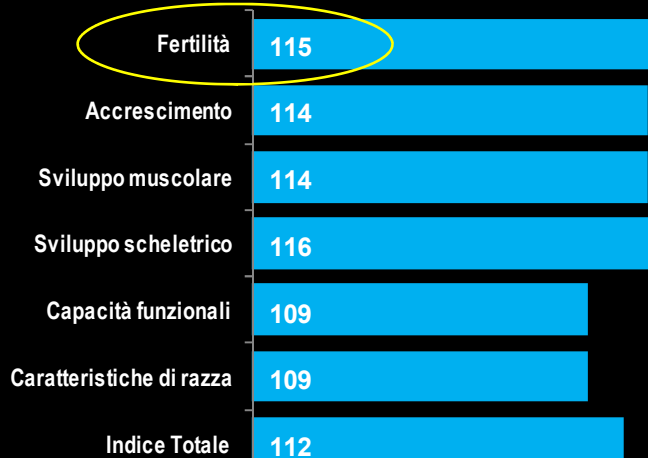 Fertilità 115
Accrescimento 114
Sviluppo muscolare 114
Sviluppo scheletrico 116
Capacità funzionali 109
Caratteristiche di razza 109
Indice Totale 112